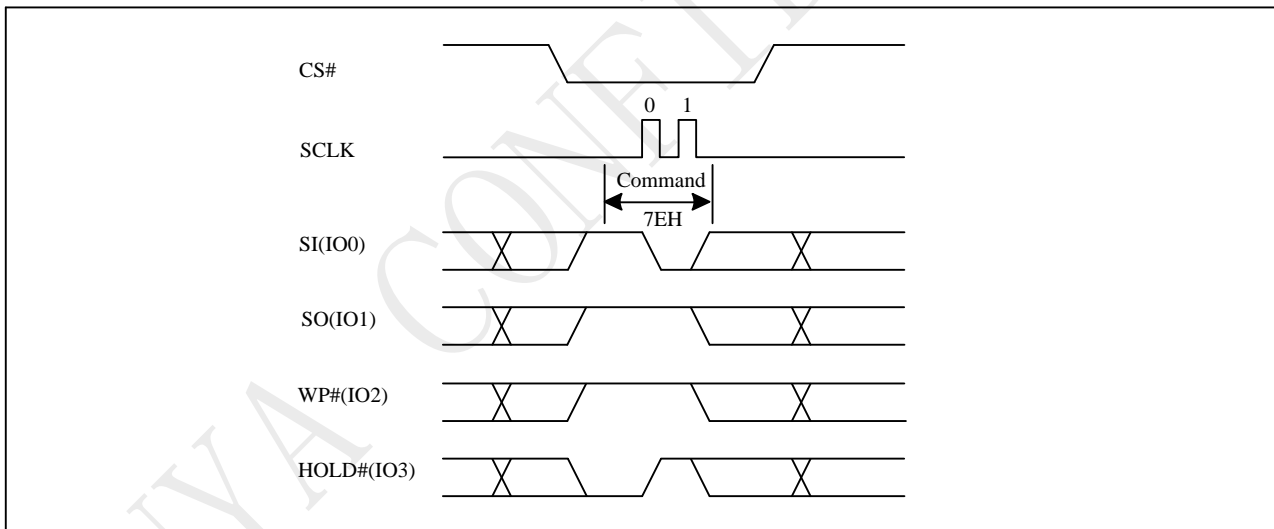 CS#
0 1
SCLK
Command
7EH
SI(IO0)
SO(IO1)
WP#(IO2)
HOLD#(IO3)